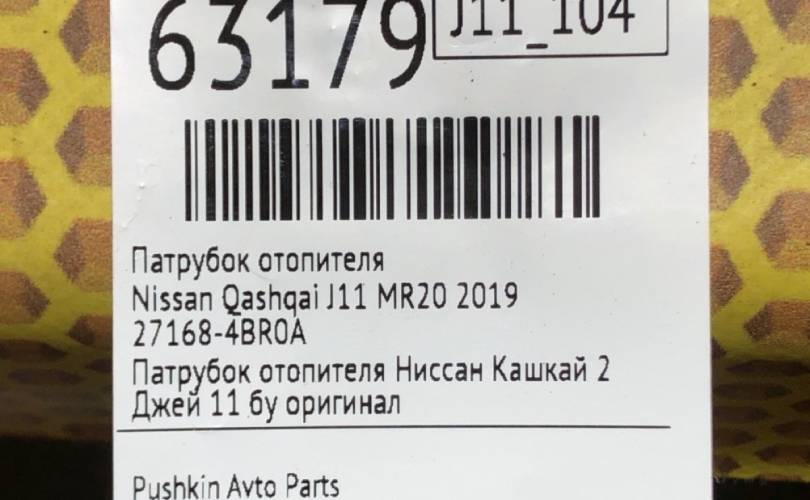 63179
J11_104
Патрубок отопителя
Nissan Qashqai J11 MR20 2019
27168-4BR0A
Патрубок отопителя Ниссан Кашкай 2
Джей 11 бу оригинал
Pushkin Avto Parts